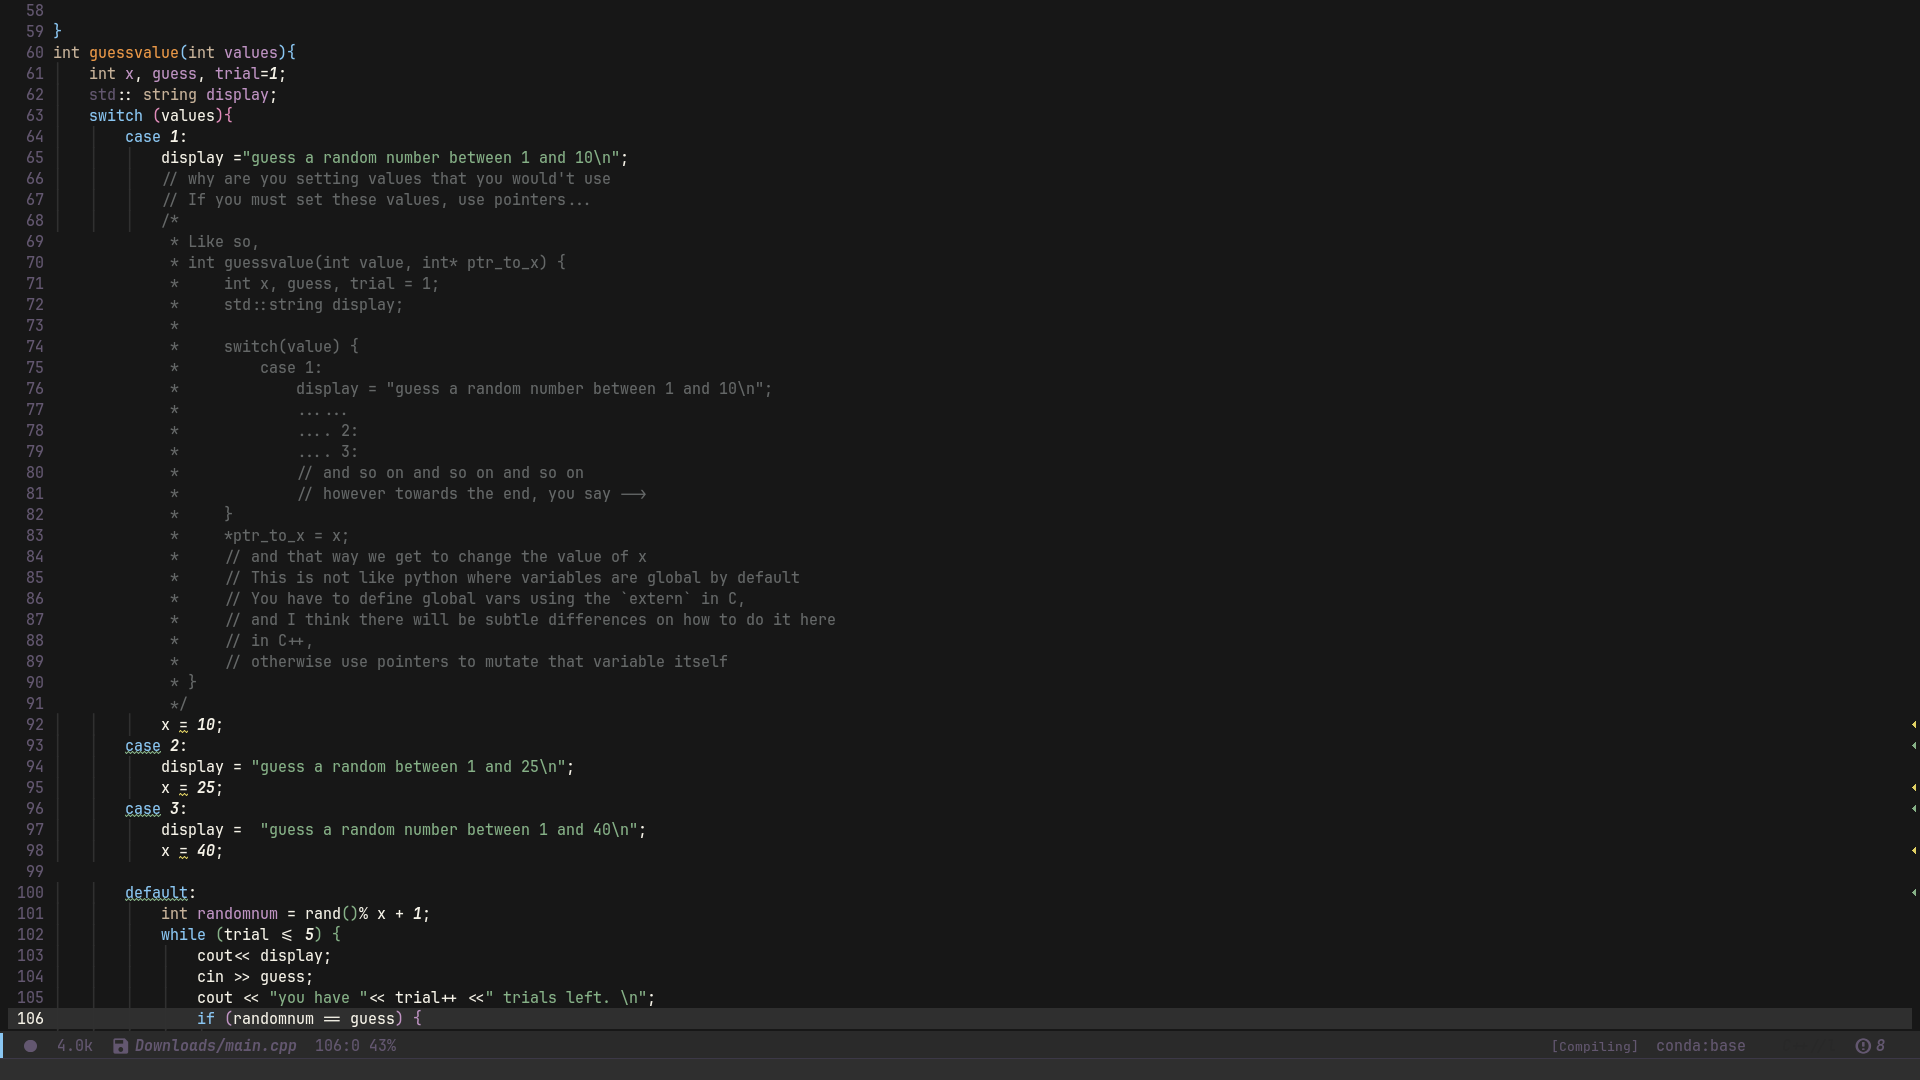 58
59 }
60 int guessvalue(int values){
61     int x, guess, trial=1;
62     std:: string display;
63     switch (values){
64         case 1:
65             display ="guess a random number between 1 and 10\n";
66             // why are you setting values that you would't use
67             // If you must set these values, use pointers...
68             /*
69              * Like so,
70              * int guessvalue(int value, int* ptr_to_x) {
71              *     int x, guess, trial = 1;
72              *     std::string display;
73              *
74              *     switch(value) {
75              *         case 1:
76              *             display = "guess a random number between 1 and 10\n";
77              *             ......
78              *             .... 2:
79              *             .... 3:
80              *             // and so on and so on and so on
81              *             // however towards the end, you say -->
82              *     }
83              *     *ptr_to_x = x;
84              *     // and that way we get to change the value of x
85              *     // This is not like python where variables are global by default
86              *     // You have to define global vars using the `extern` in C,
87              *     // and I think there will be subtle differences on how to do it here
88              *     // in C++,
89              *     // otherwise use pointers to mutate that variable itself
90              * }
91              */
92             x = 10;
93         case 2:
94             display = "guess a random between 1 and 25\n";
95             x = 25;
96         case 3:
97             display =  "guess a random number between 1 and 40\n";
98             x = 40;
99
100         default:
101             int randomnum = rand()% x + 1;
102             while (trial <= 5) {
103                 cout<< display;
104                 cin >> guess;
105                 cout << "you have "<< trial++ <<" trials left. \n";
106                 if (randomnum == guess) {
4.0k Downloads/main.cpp 106:0 43% [Compiling] conda:base 8